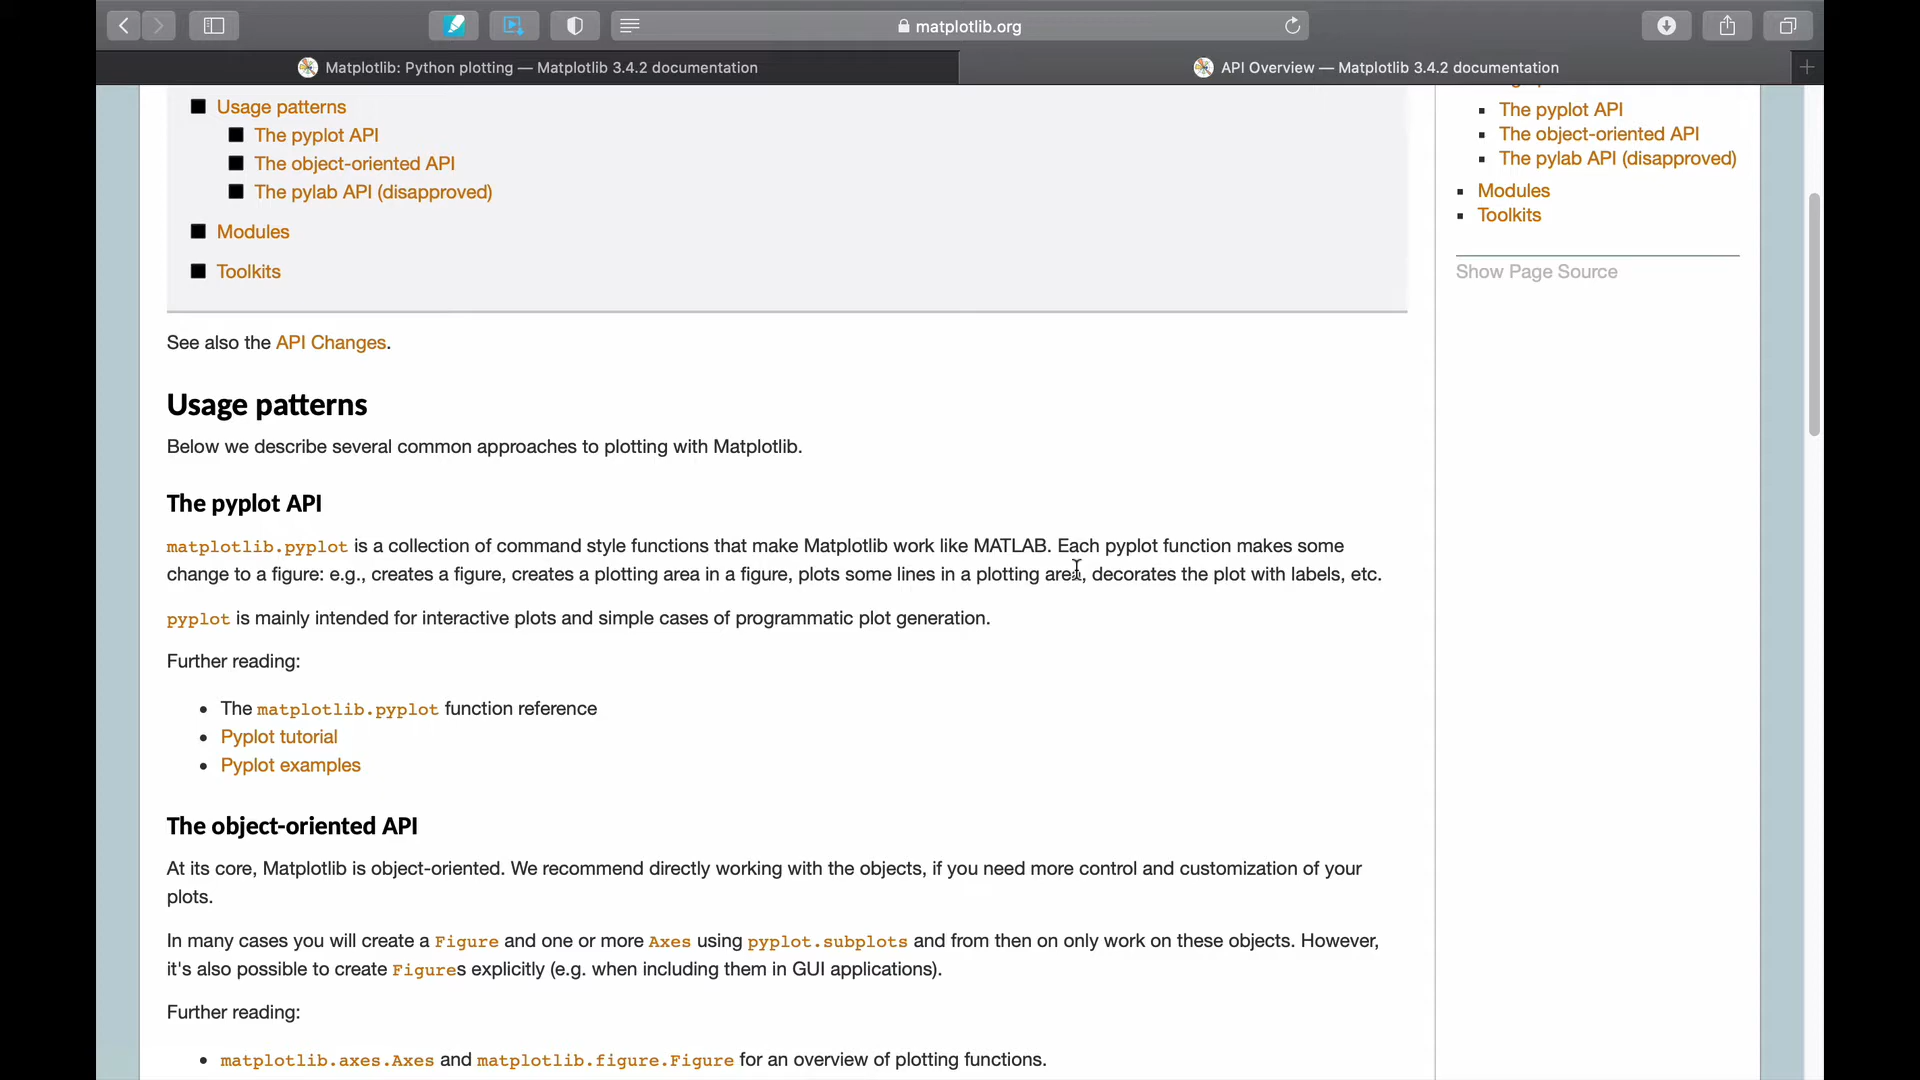 matplotlib.org
Matplotlib: Python plotting — Matplotlib 3.4.2 documentation
API Overview — Matplotlib 3.4.2 documentation
Usage patterns
The pyplot API
The object-oriented API
The pylab API (disapproved)
Modules
Toolkits
See also the API Changes.
Usage patterns
Below we describe several common approaches to plotting with Matplotlib.
The pyplot API
matplotlib.pyplot is a collection of command style functions that make Matplotlib work like MATLAB. Each pyplot function makes some
change to a figure: e.g., creates a figure, creates a plotting area in a figure, plots some lines in a plotting area, decorates the plot with labels, etc.
pyplot is mainly intended for interactive plots and simple cases of programmatic plot generation.
Further reading:
The matplotlib.pyplot function reference
Pyplot tutorial
Pyplot examples
The object-oriented API
At its core, Matplotlib is object-oriented. We recommend directly working with the objects, if you need more control and customization of your
plots.
In many cases you will create a Figure and one or more Axes using pyplot.subplots and from then on only work on these objects. However,
it's also possible to create Figures explicitly (e.g. when including them in GUI applications).
Further reading:
matplotlib.axes.Axes and matplotlib.figure.Figure for an overview of plotting functions.
The pyplot API
The object-oriented API
The pylab API (disapproved)
Modules
Toolkits
Show Page Source